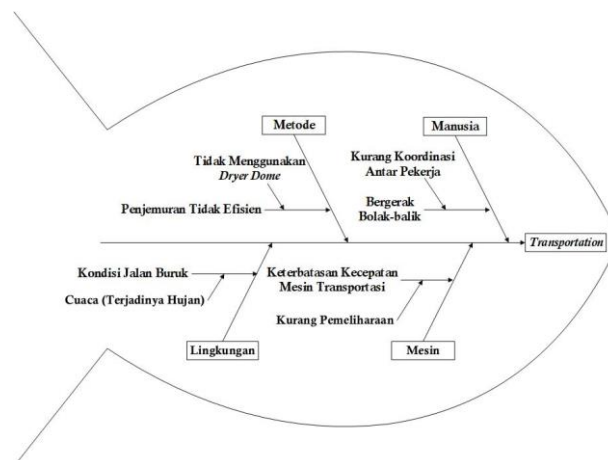 Metode
Manusia
Tidak Menggunakan
Dryer Dome
Kurang Koordinasi
Antar Pekerja
Penjemuran Tidak Efisien
Bergerak
Bolak-balik
Transportation
Kondisi Jalan Buruk
Keterbatasan Kecepatan
Mesin Transportasi
Cuaca (Terjadinya Hujan)
Kurang Pemeliharaan
Lingkungan
Mesin